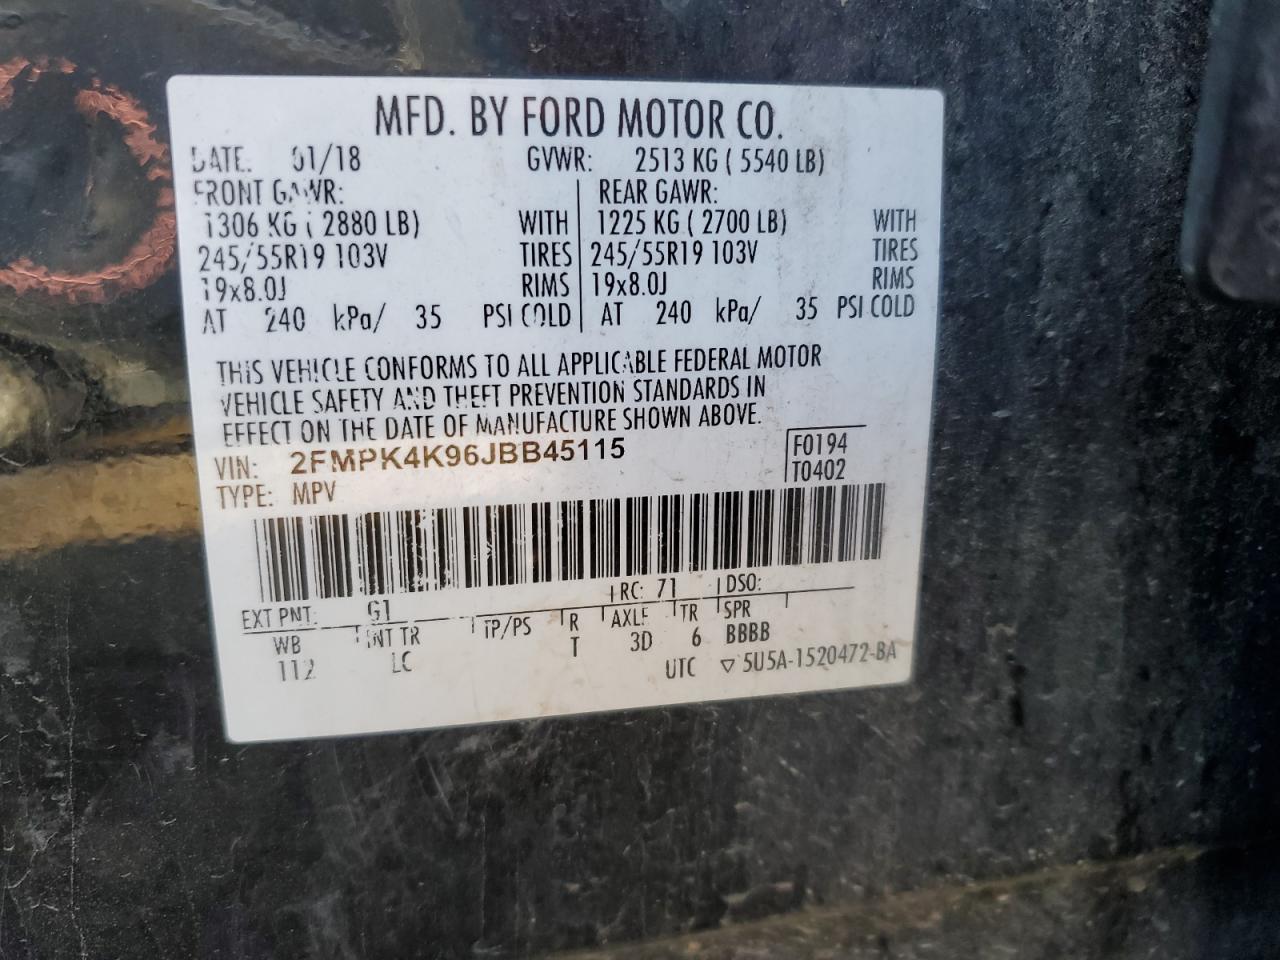 MFD. BY FORD MOTOR CO.
DATE: 01/18 GVWR: 2513 KG ( 5540 LB)
FRONT GAWR: REAR GAWR:
1306 KG ( 2880 LB) WITH 1225 KG ( 2700 LB) WITH
245/55R19 103V TIRES 245/55R19 103V TIRES
19x8.0J RIMS 19x8.0J RIMS
AT 240 kPa/ 35 PSI COLD AT 240 kPa/ 35 PSI COLD
THIS VEHICLE CONFORMS TO ALL APPLICABLE FEDERAL MOTOR
VEHICLE SAFETY AND THEFT PREVENTION STANDARDS IN
EFFECT ON THE DATE OF MANUFACTURE SHOWN ABOVE.
VIN: 2FMPK4K96JBB45115 F0194
TYPE: MPV T0402
EXT PNT: G1 RC: 71 DSO:
WB INT TR TP/PS R AXLE TR SPR
112 LC T 3D 6 BBBB
UTC ▽ 5U5A-1520472-BA